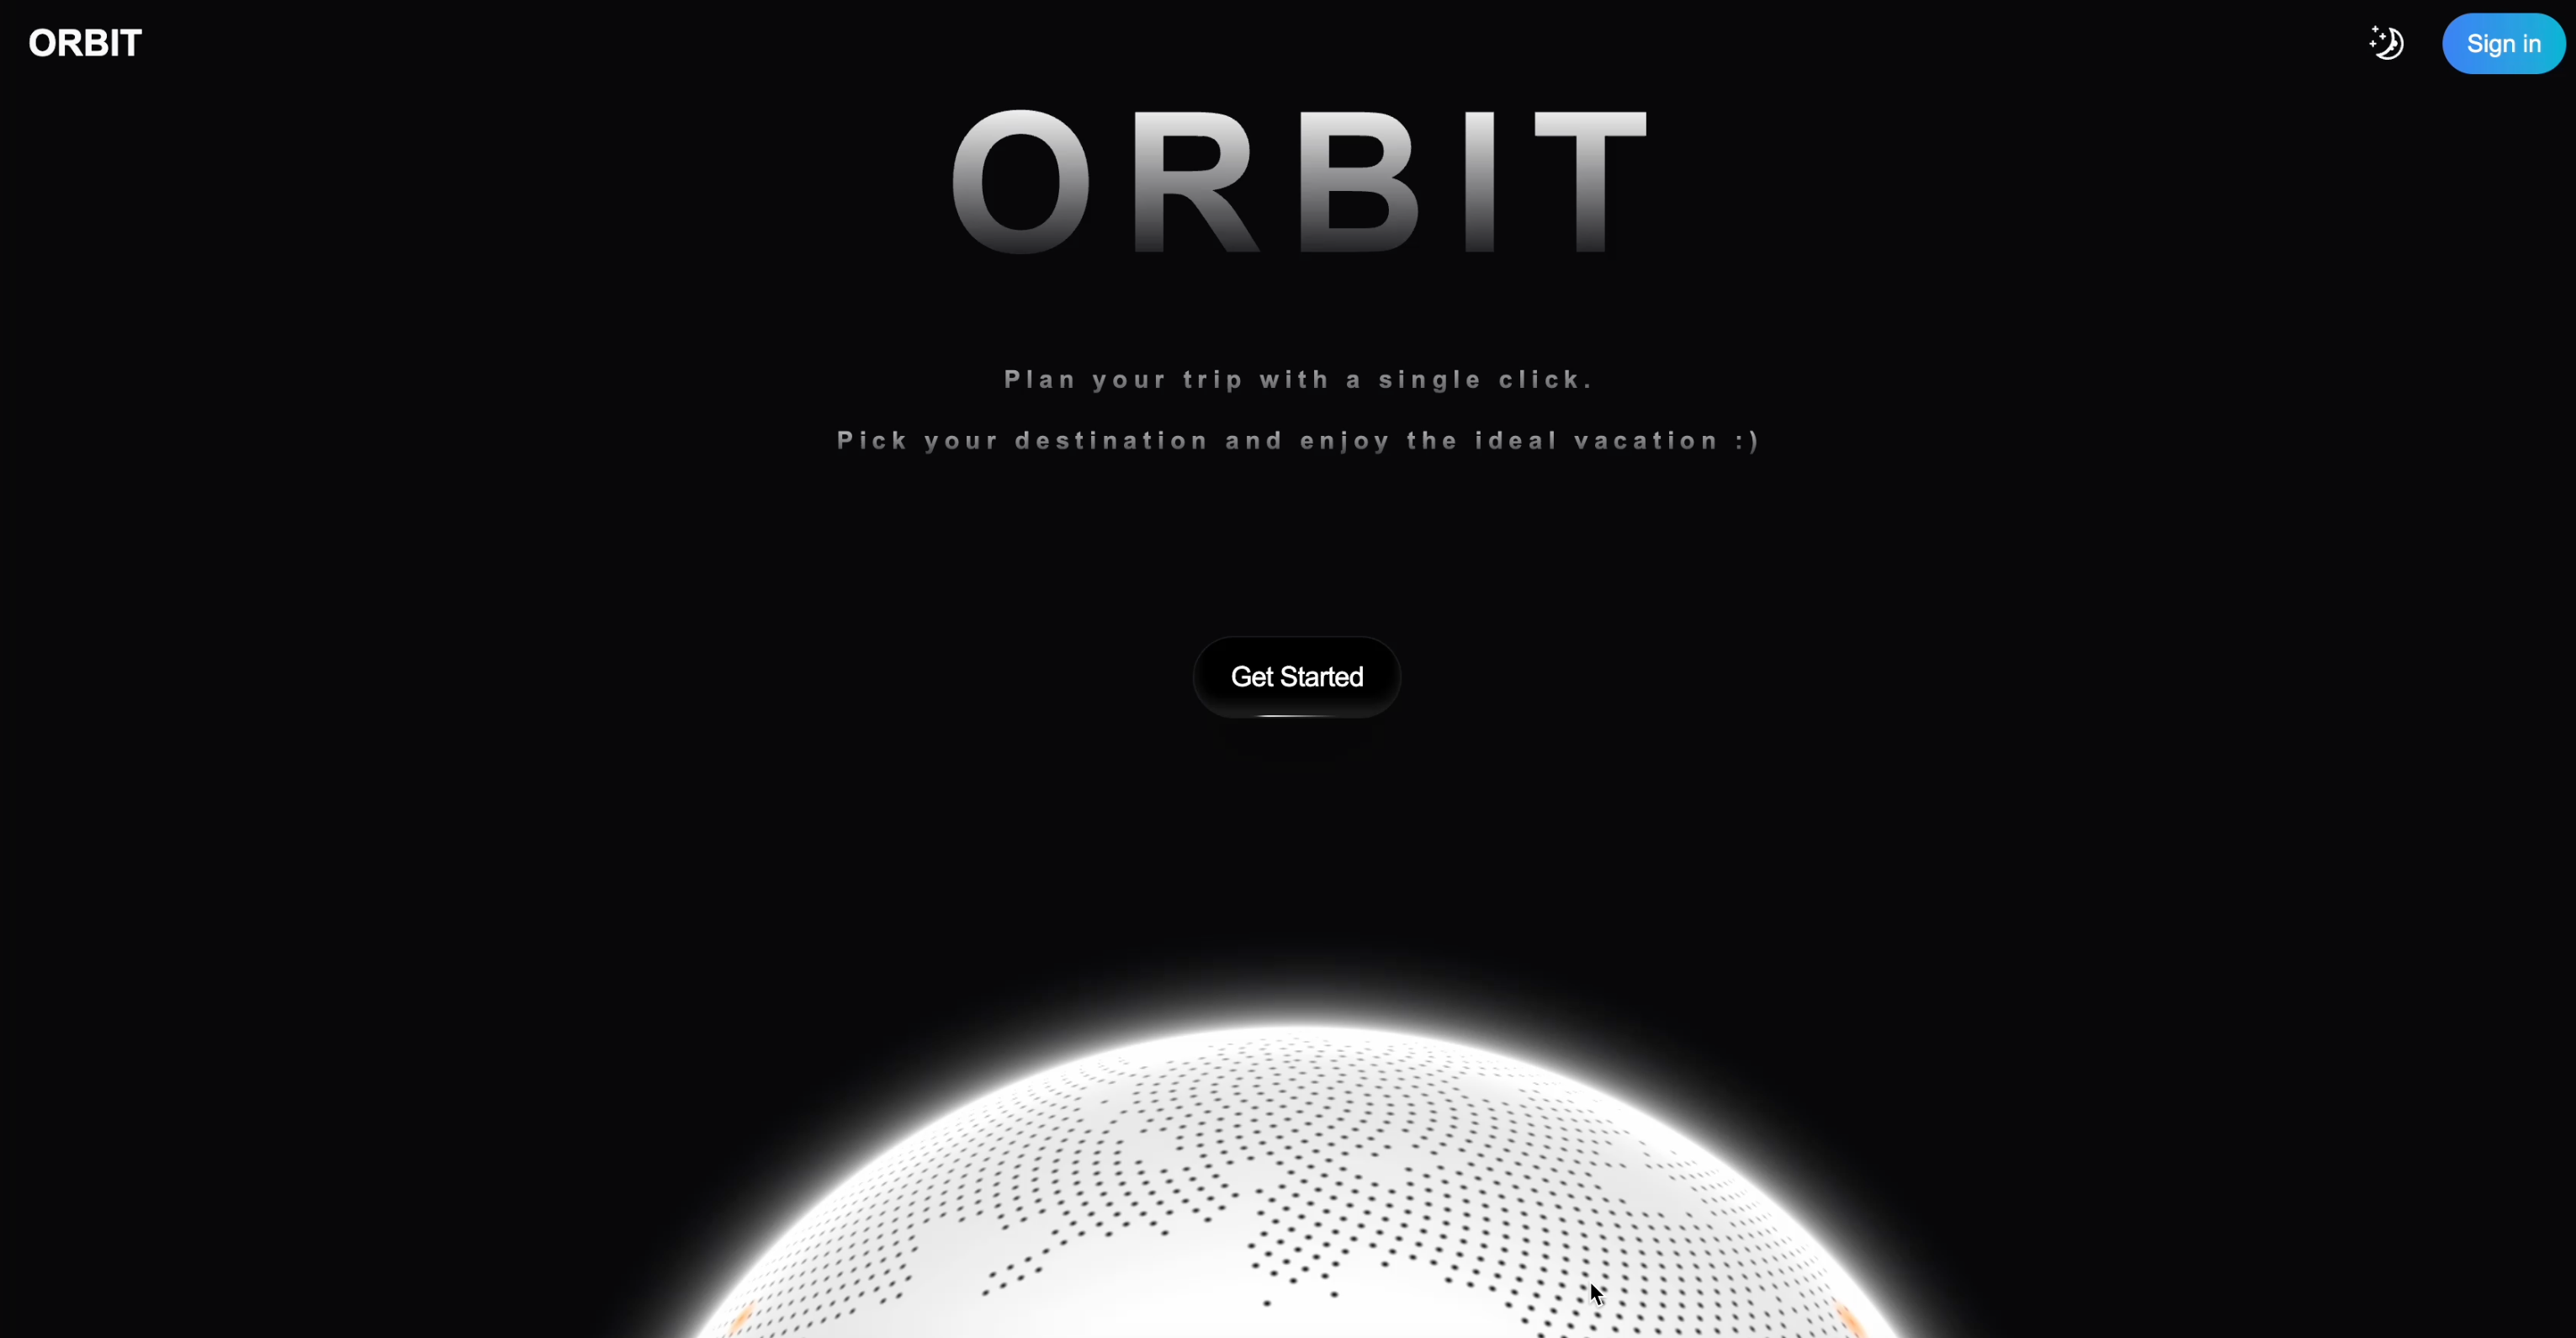 ORBIT
Sign in
ORBIT
Plan your trip with a single click.
Pick your destination and enjoy the ideal vacation :)
Get Started